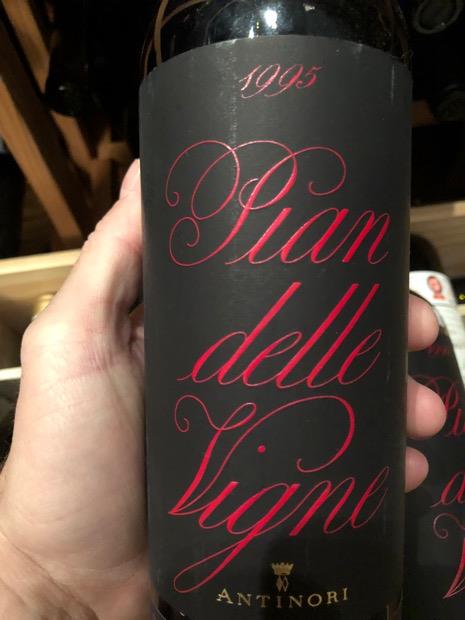 1995
Pian
delle
Vigne
ANTINORI